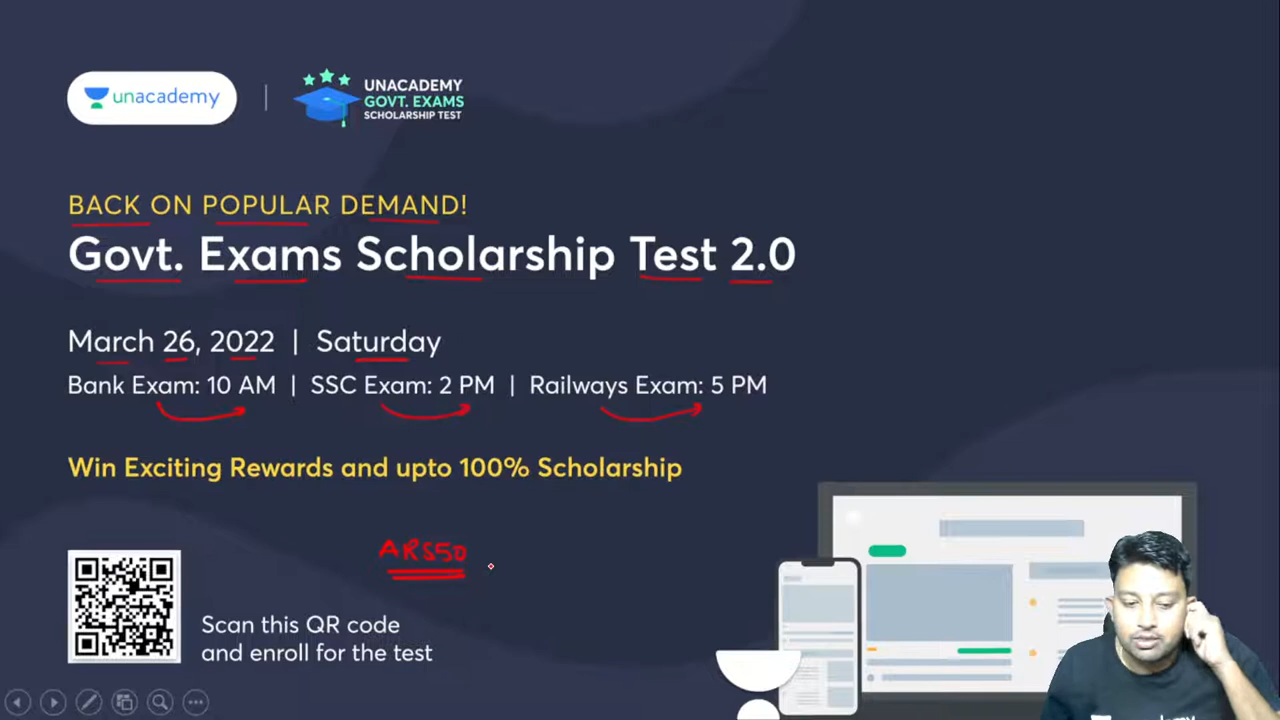 unacademy
UNACADEMY
GOVT. EXAMS
SCHOLARSHIP TEST
BACK ON POPULAR DEMAND!
Govt. Exams Scholarship Test 2.0
March 26, 2022 | Saturday
Bank Exam: 10 AM | SSC Exam: 2 PM | Railways Exam: 5 PM
Win Exciting Rewards and upto 100% Scholarship
ARS50
Scan this QR code
and enroll for the test
unacademy